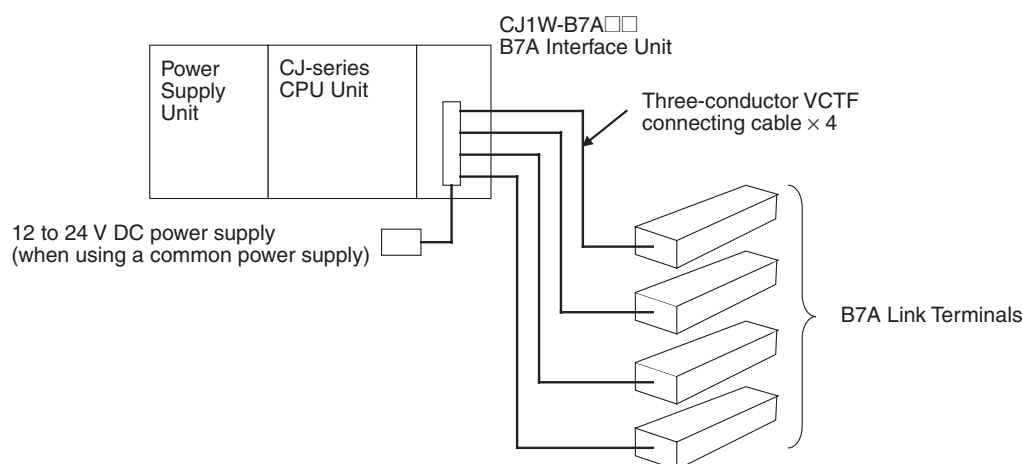 CJ1W-B7A□□
B7A Interface Unit
Power
Supply
Unit
CJ-series
CPU Unit
Three-conductor VCTF
connecting cable × 4
12 to 24 V DC power supply
(when using a common power supply)
B7A Link Terminals